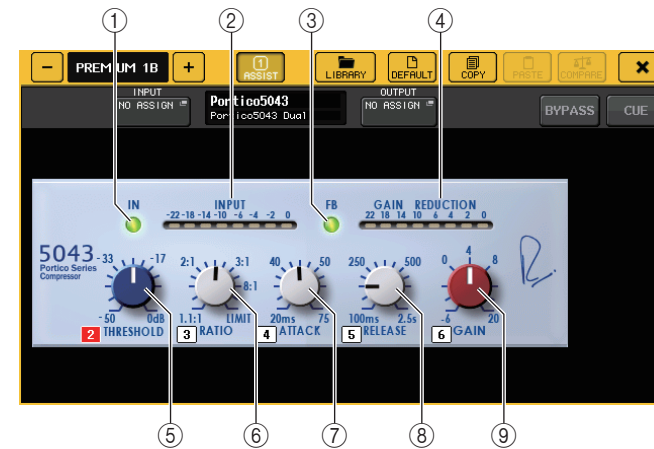 ① ② ③ ④
PREMIUM 1B
1 ASSIST
LIBRARY
DEFAULT
COPY
PASTE
COMPARE
INPUT
NO ASSIGN
Portico5043
Portico5043 Dual
OUTPUT
NO ASSIGN
BYPASS
CUE
IN
INPUT
-22 -18 -14 -10 -6 -4 -2 0
FB
GAIN REDUCTION
22 18 14 10 6 4 2 0
5043
Portico Series
Compressor
-33 -17
-50 0dB
2 THRESHOLD
2:1 3:1
8:1
1.1:1 LIMIT
3 RATIO
40 50
20ms 75
4 ATTACK
250 500
100ms 2.5s
5 RELEASE
0 4 8
-6 20
6 GAIN
⑤ ⑥ ⑦ ⑧ ⑨